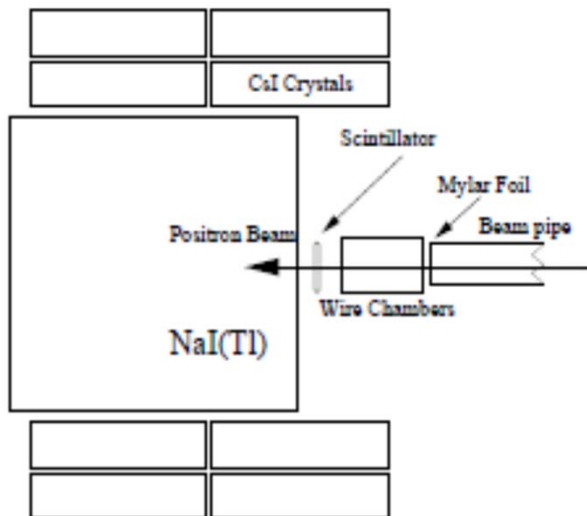 CsI Crystals
Scintillator
Mylar Foil
Beam pipe
Positron Beam
Wire Chambers
NaI(Tl)